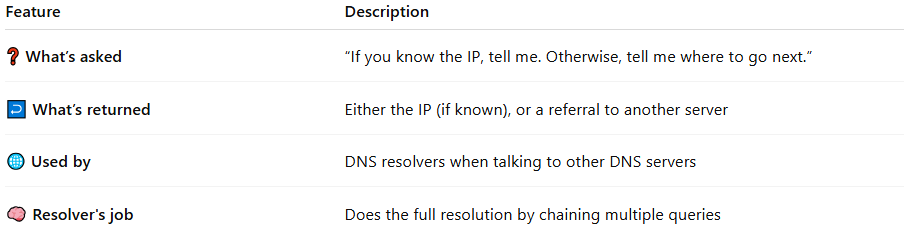 Feature Description
❓ What's asked “If you know the IP, tell me. Otherwise, tell me where to go next.”
↩️ What's returned Either the IP (if known), or a referral to another server
🌐 Used by DNS resolvers when talking to other DNS servers
🧠 Resolver's job Does the full resolution by chaining multiple queries